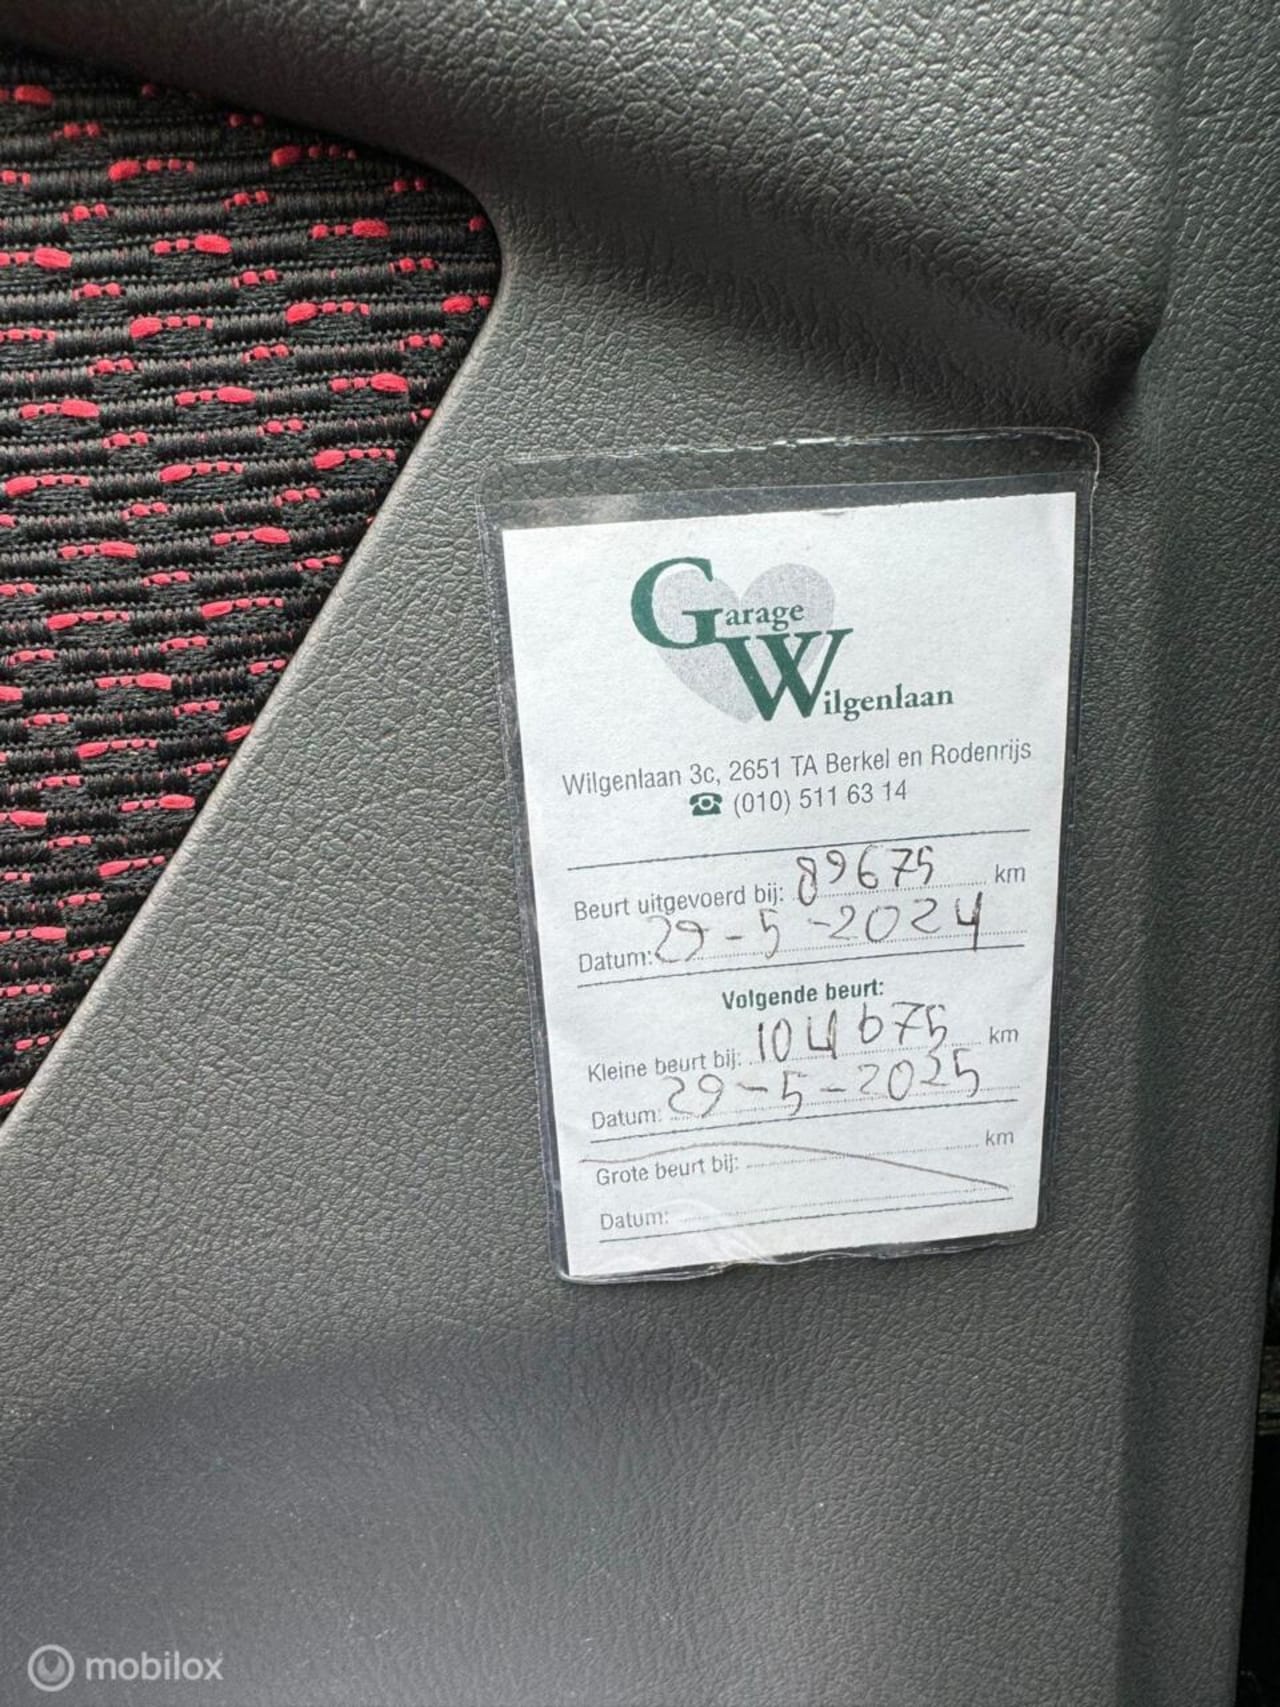 Garage
Wilgenlaan
Wilgenlaan 3c, 2651 TA Berkel en Rodenrijs
☎ (010) 511 63 14
Beurt uitgevoerd bij: 89675 km
Datum: 29-5-2024
Volgende beurt:
Kleine beurt bij: 104675 km
Datum: 29-5-2025
Grote beurt bij: km
Datum:
mobilox